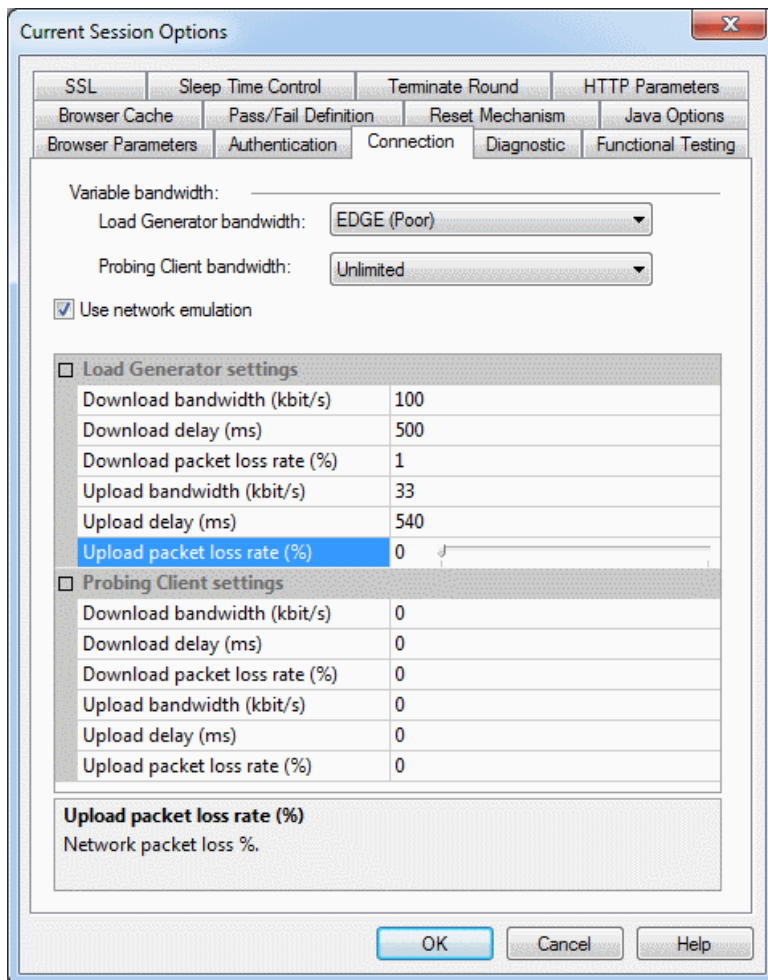 Current Session Options
SSL Sleep Time Control Terminate Round HTTP Parameters
Browser Cache Pass/Fail Definition Reset Mechanism Java Options
Browser Parameters Authentication Connection Diagnostic Functional Testing
Variable bandwidth:
Load Generator bandwidth: EDGE (Poor)
Probing Client bandwidth: Unlimited
Use network emulation
Load Generator settings
Download bandwidth (kbit/s) 100
Download delay (ms) 500
Download packet loss rate (%) 1
Upload bandwidth (kbit/s) 33
Upload delay (ms) 540
Upload packet loss rate (%) 0
Probing Client settings
Download bandwidth (kbit/s) 0
Download delay (ms) 0
Download packet loss rate (%) 0
Upload bandwidth (kbit/s) 0
Upload delay (ms) 0
Upload packet loss rate (%) 0
Upload packet loss rate (%)
Network packet loss %.
OK Cancel Help